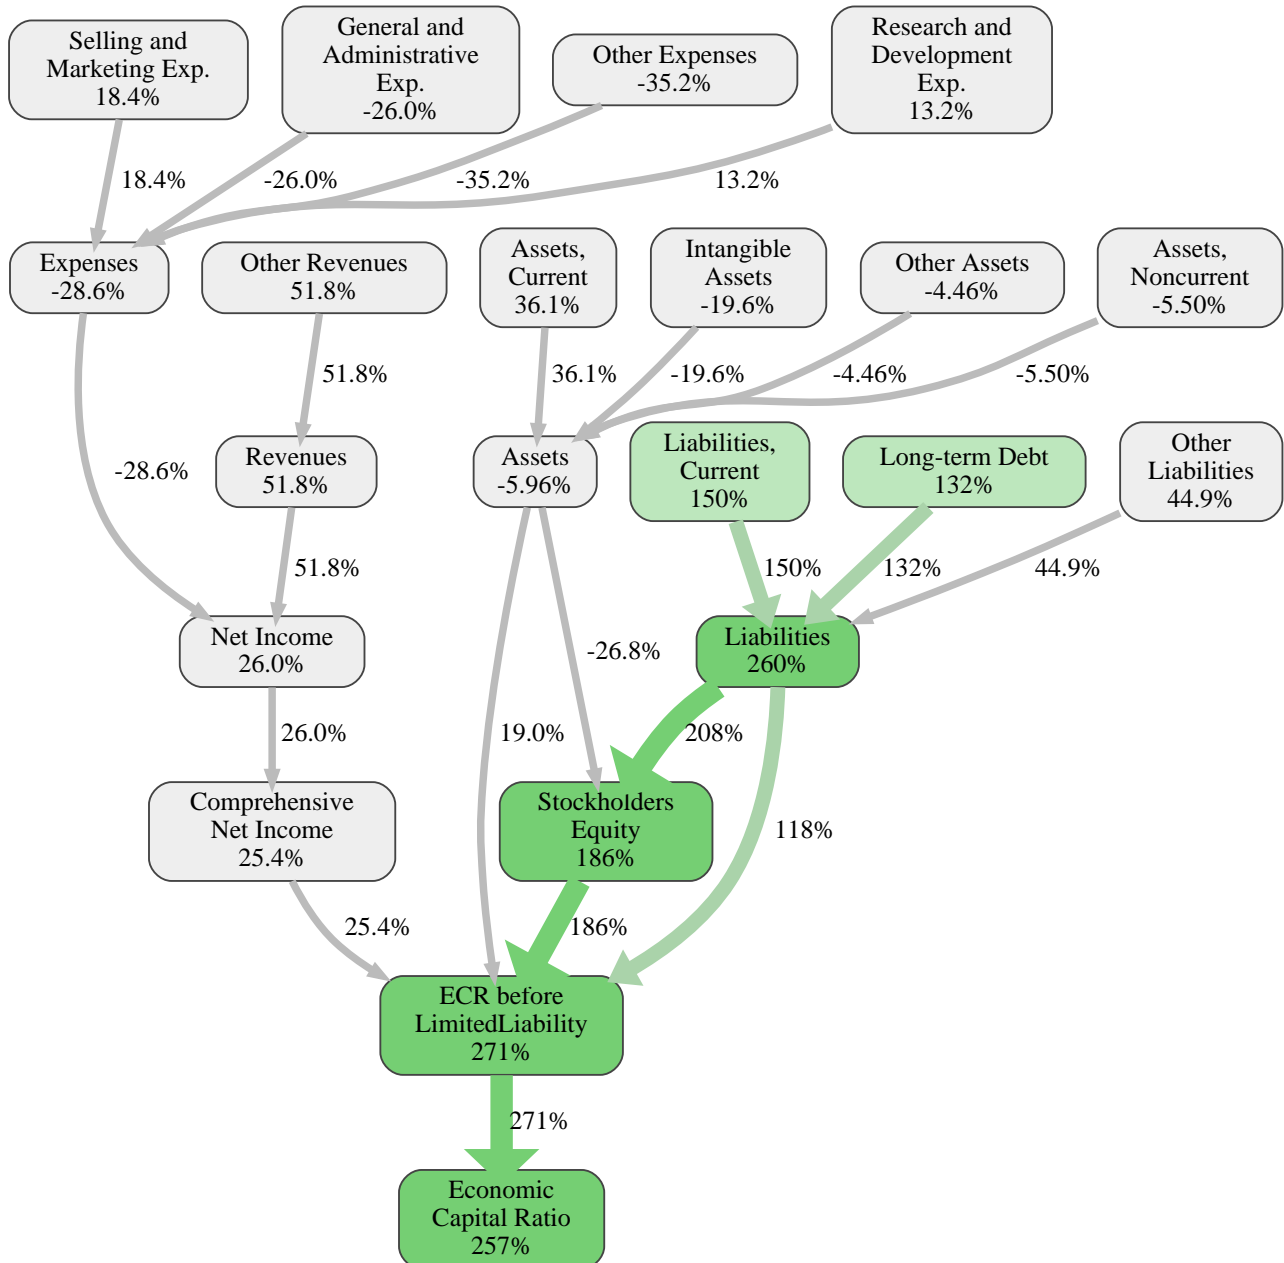 Selling and
Marketing Exp.
18.4%
General and
Administrative
Exp.
-26.0%
Other Expenses
-35.2%
Research and
Development
Exp.
13.2%
18.4%
-26.0%
-35.2%
13.2%
Expenses
-28.6%
Other Revenues
51.8%
Assets,
Current
36.1%
Intangible
Assets
-19.6%
Other Assets
-4.46%
Assets,
Noncurrent
-5.50%
51.8%
36.1%
-19.6%
-4.46%
-5.50%
Revenues
51.8%
Assets
-5.96%
Liabilities,
Current
150%
Long-term Debt
132%
Other
Liabilities
44.9%
-28.6%
51.8%
150%
132%
44.9%
Net Income
26.0%
-26.8%
Liabilities
260%
26.0%
19.0%
208%
Comprehensive
Net Income
25.4%
Stockholders
Equity
186%
118%
25.4%
186%
ECR before
LimitedLiability
271%
271%
Economic
Capital Ratio
257%